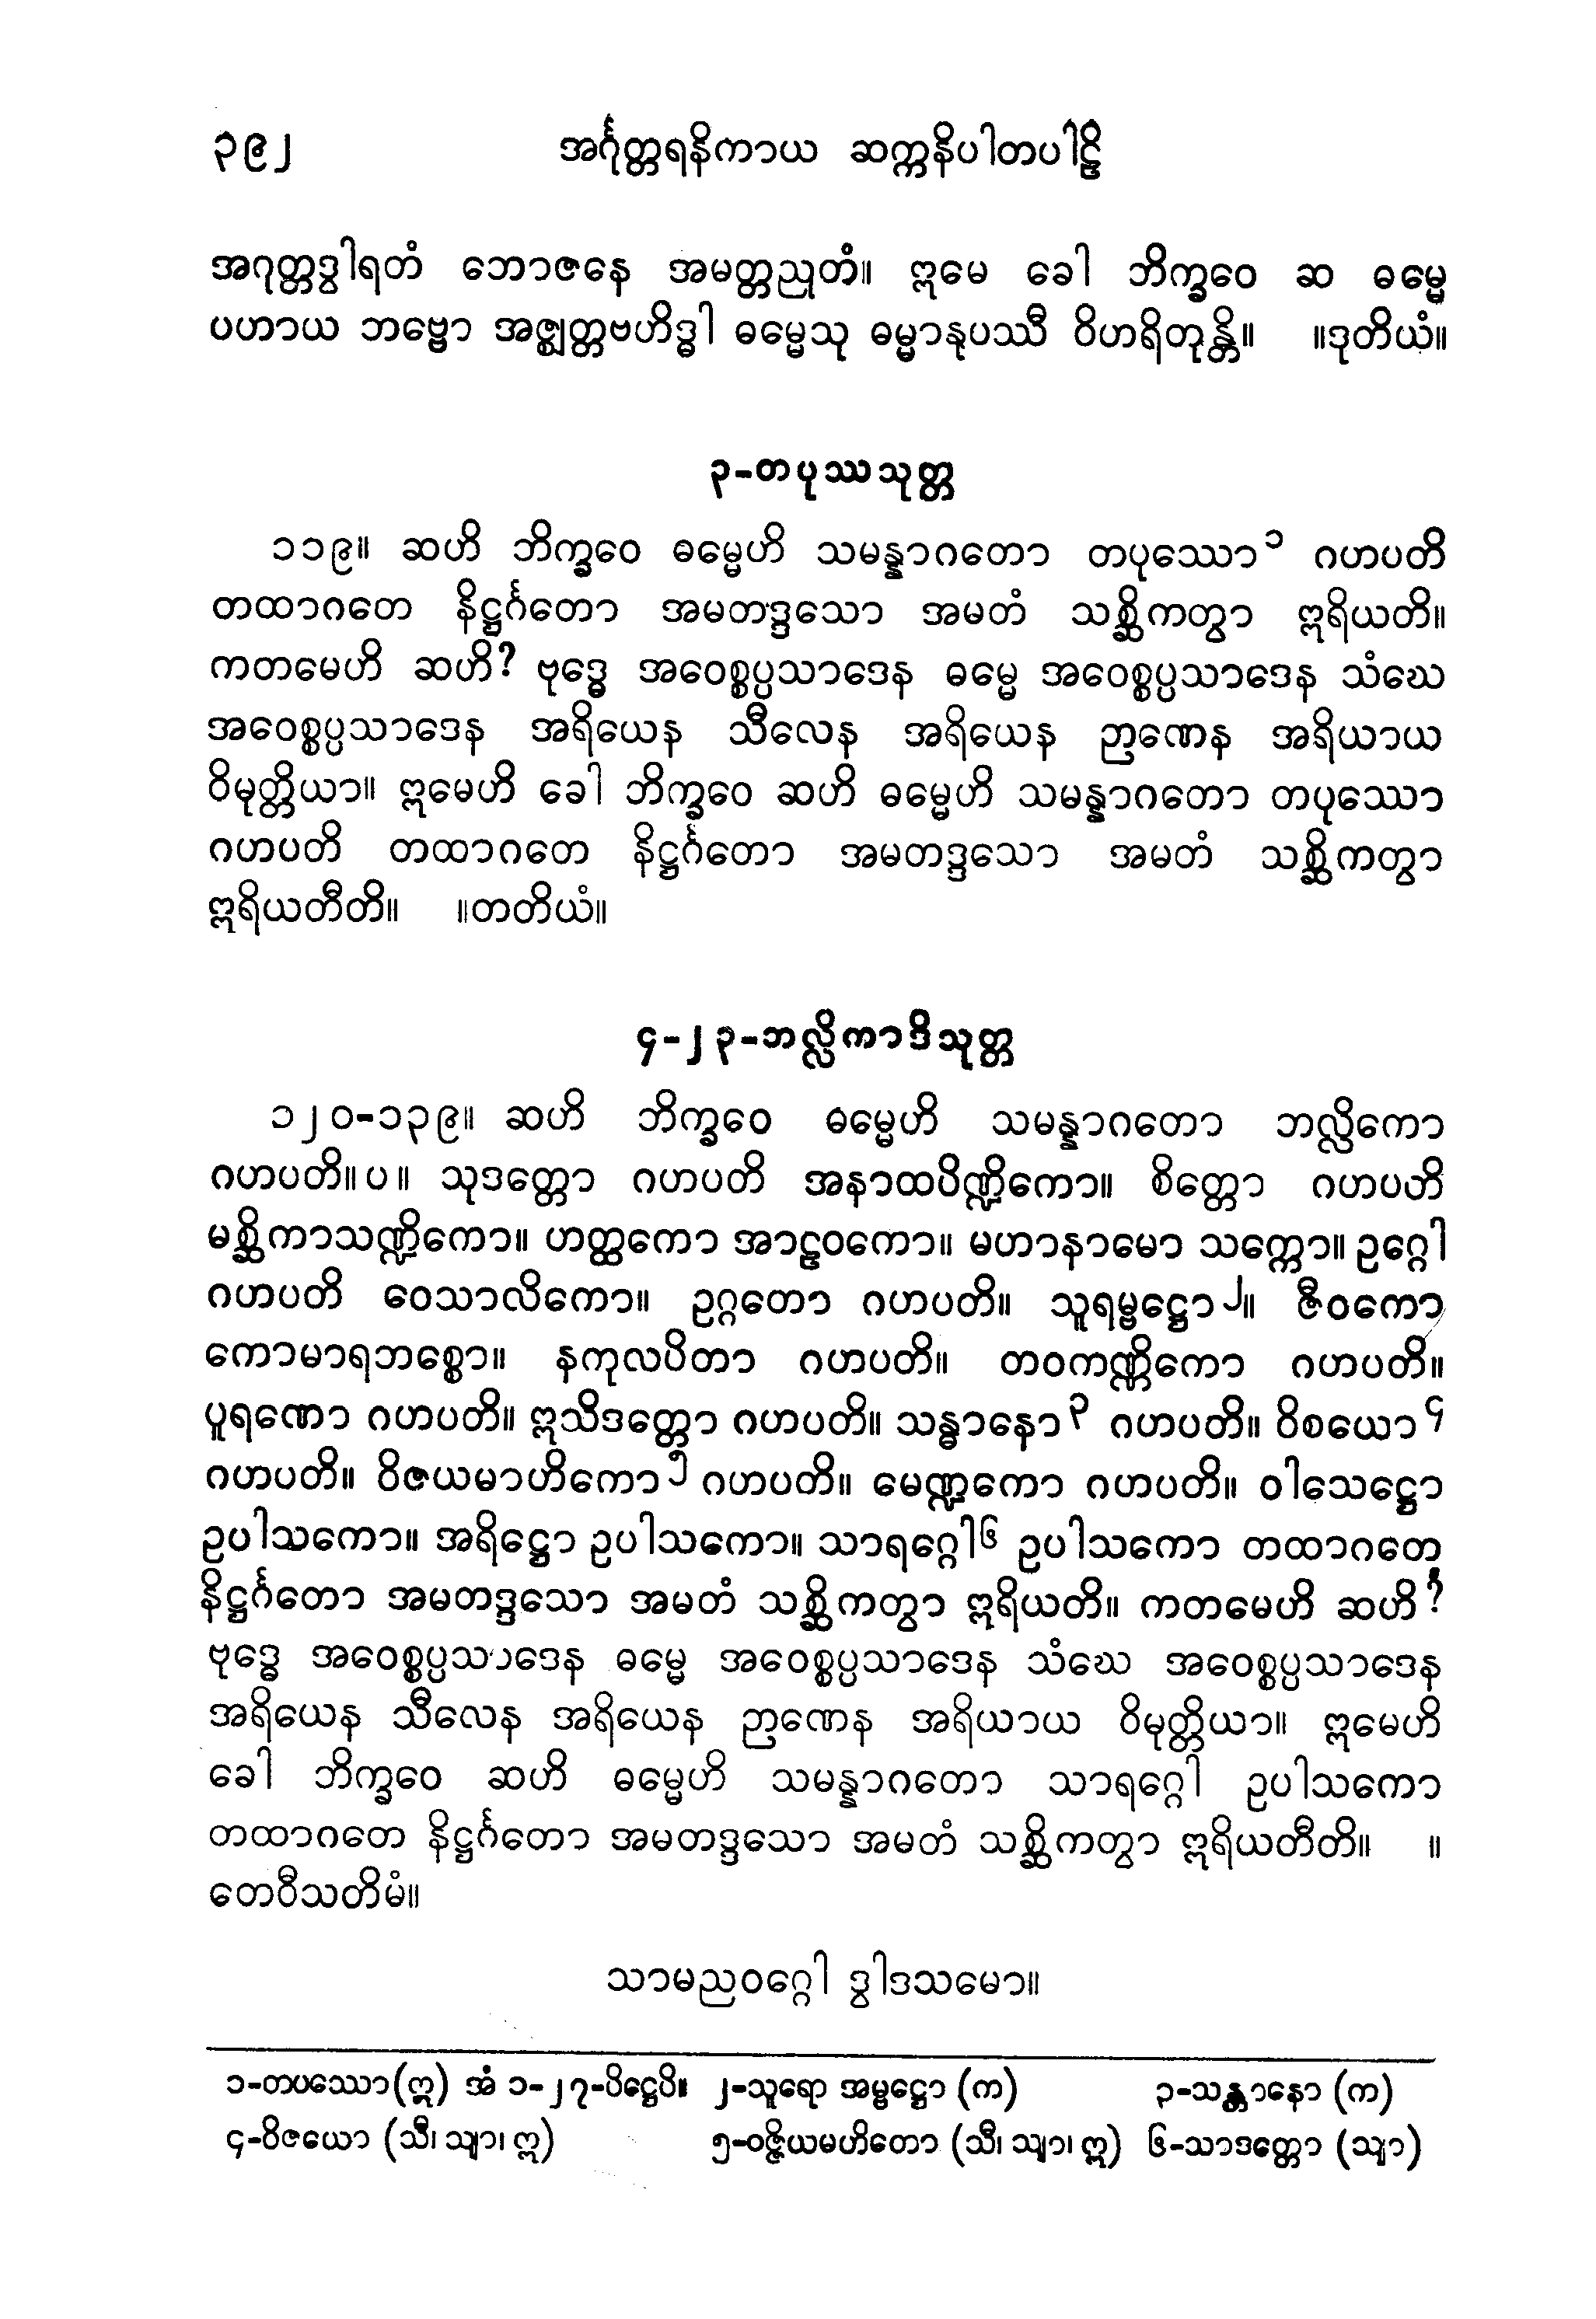 ၃၉၂ အင်္ဂုတ္တရနိကာယ ဆက္ကနိပါတပါဠိ
အဂုတ္တဒွါရတံ ဘောဇနေ အမတ္တညုတံ။ ဣမေ ခေါ ဘိက္ခဝေ ဆ ဓမ္မေ
ပဟာယ ဘဗ္ဗော အဇ္ဈတ္တဗဟိဒ္ဓါ ဓမ္မေသု ဓမ္မာနုပဿီ ဝိဟရိတုန္တိ။ ။ဒုတိယံ။
၃-တပုဿသုတ္တ
၁၁၉။ ဆဟိ ဘိက္ခဝေ ဓမ္မေဟိ သမန္နာဂတော တပုဿော၁ ဂဟပတိ
တထာဂတေ နိဋ္ဌင်္ဂတော အမတဒ္ဒသော အမတံ သစ္ဆိကတွာ ဣရိယတိ။
ကတမေဟိ ဆဟိ? ဗုဒ္ဓေ အဝေစ္စပ္ပသာဒေန ဓမ္မေ အဝေစ္စပ္ပသာဒေန သံဃေ
အဝေစ္စပ္ပသာဒေန အရိယေန သီလေန အရိယေန ဉာဏေန အရိယာယ
ဝိမုတ္တိယာ။ ဣမေဟိ ခေါ ဘိက္ခဝေ ဆဟိ ဓမ္မေဟိ သမန္နာဂတော တပုဿော
ဂဟပတိ တထာဂတေ နိဋ္ဌင်္ဂတော အမတဒ္ဒသော အမတံ သစ္ဆိကတွာ
ဣရိယတီတိ။ ။တတိယံ။
၄-၂၃-ဘလ္လိကာဒိသုတ္တ
၁၂၀-၁၃၉။ ဆဟိ ဘိက္ခဝေ ဓမ္မေဟိ သမန္နာဂတော ဘလ္လိကော
ဂဟပတိ။ ပ ။ သုဒတ္တော ဂဟပတိ အနာထပိဏ္ဍိကော။ စိတ္တော ဂဟပတိ
မစ္ဆိကာသဏ္ဍိကော။ ဟတ္ထကော အာဠဝကော။ မဟာနာမော သက္ကော။ ဥဂ္ဂေါ
ဂဟပတိ ဝေသာလိကော။ ဥဂ္ဂတော ဂဟပတိ။ သူရမ္ဗဋ္ဌော၂။ ဇီဝကော
ကောမာရဘစ္စော။ နကုလပိတာ ဂဟပတိ။ တဝကဏ္ဏိကော ဂဟပတိ။
ပူရဏော ဂဟပတိ။ ဣသိဒတ္တော ဂဟပတိ။ သန္ဓာနော၃ ဂဟပတိ။ ဝိစယော၄
ဂဟပတိ။ ဝိဇယမာဟိကော၅ ဂဟပတိ။ မေဏ္ဍကော ဂဟပတိ။ ဝါသေဋ္ဌော
ဥပါသကော။ အရိဋ္ဌော ဥပါသကော။ သာရဂ္ဂေါ၆ ဥပါသကော တထာဂတေ
နိဋ္ဌင်္ဂတော အမတဒ္ဒသော အမတံ သစ္ဆိကတွာ ဣရိယတိ။ ကတမေဟိ ဆဟိ?
ဗုဒ္ဓေ အဝေစ္စပ္ပသာဒေန ဓမ္မေ အဝေစ္စပ္ပသာဒေန သံဃေ အဝေစ္စပ္ပသာဒေန
အရိယေန သီလေန အရိယေန ဉာဏေန အရိယာယ ဝိမုတ္တိယာ။ ဣမေဟိ
ခေါ ဘိက္ခဝေ ဆဟိ ဓမ္မေဟိ သမန္နာဂတော သာရဂ္ဂေါ ဥပါသကော
တထာဂတေ နိဋ္ဌင်္ဂတော အမတဒ္ဒသော အမတံ သစ္ဆိကတွာ ဣရိယတီတိ။ ။
တေဝီသတိမံ။
သာမညဝဂ္ဂေါ ဒွါဒသမော။
၁-တပဿော (ဣ) အံ ၁-၂၇-ပိဋ္ဌေပိ။ ၂-သူရော အမ္ဗဋ္ဌော (က) ၃-သန္တာနော (က)
၄-ဝိဇယော (သီ၊ သျာ၊ ဣ) ၅-ဝဇ္ဇိယမဟိတော (သီ၊ သျာ၊ ဣ) ၆-သာဒတ္တော (သျာ)